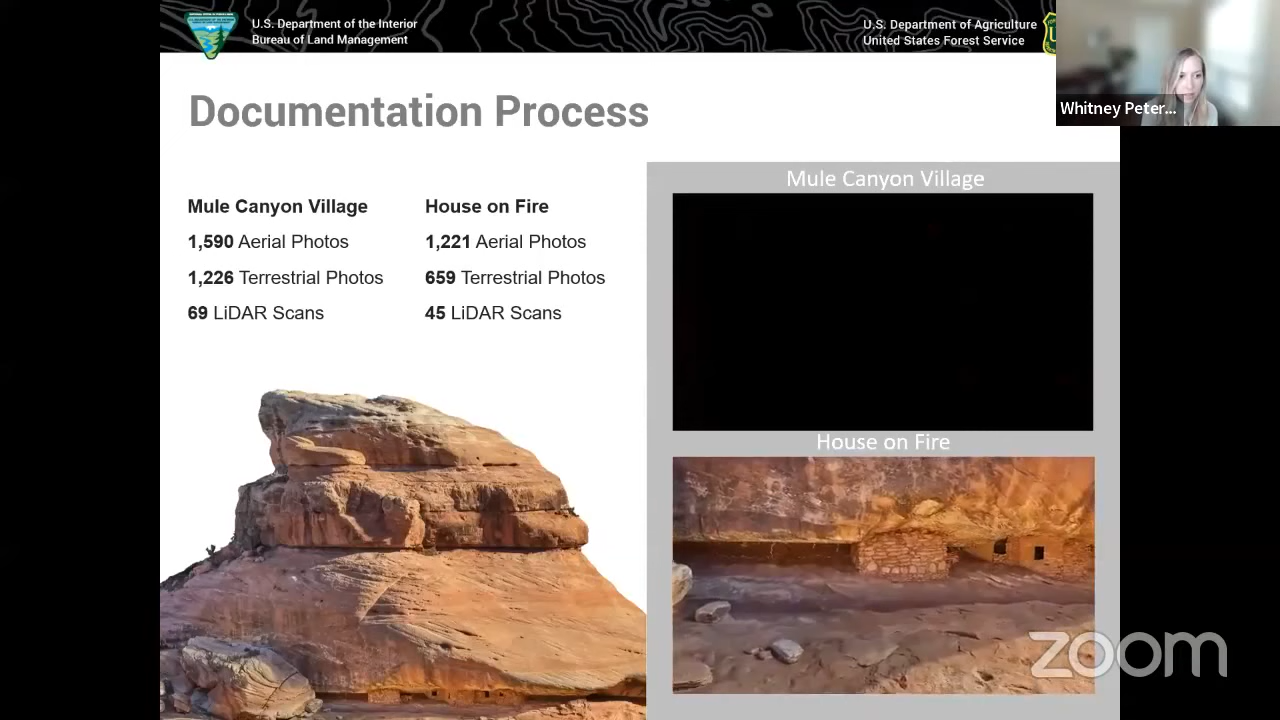 U.S. Department of the Interior
Bureau of Land Management
U.S. Department of Agriculture
United States Forest Service
Whitney Peter...
Documentation Process
Mule Canyon Village
1,590 Aerial Photos
1,226 Terrestrial Photos
69 LiDAR Scans
House on Fire
1,221 Aerial Photos
659 Terrestrial Photos
45 LiDAR Scans
Mule Canyon Village
House on Fire
zoom